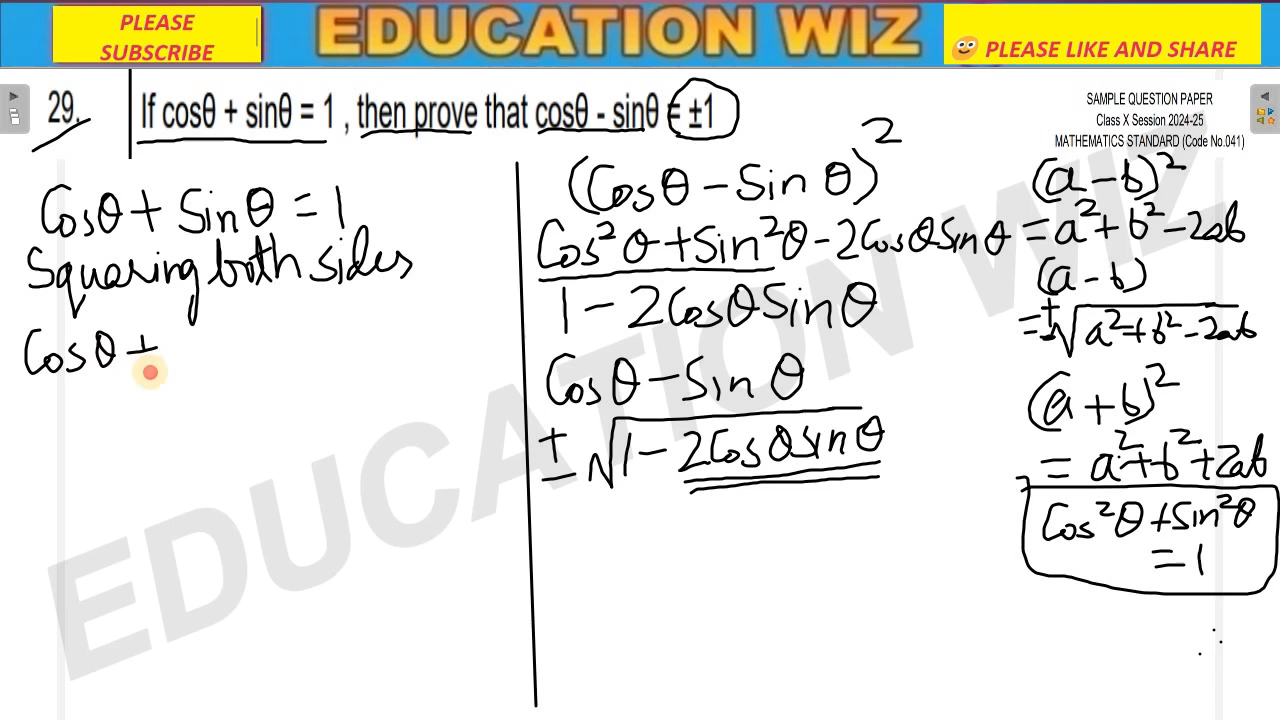 PLEASE
SUBSCRIBE
EDUCATION WIZ
PLEASE LIKE AND SHARE
29.
If cosθ + sinθ = 1 , then prove that cosθ - sinθ = ±1
SAMPLE QUESTION PAPER
Class X Session 2024-25
MATHEMATICS STANDARD (Code No.041)
Cosθ + Sinθ = 1
Squaring both sides
Cosθ +
(Cosθ − Sinθ)²
Cos²θ + Sin²θ − 2CosθSinθ
1 − 2CosθSinθ
Cosθ − Sinθ
± √1 − 2Cosθsinθ
(a − b)²
= a² + b² − 2ab
(a − b)
= ±√a² + b² − 2ab
(a + b)²
= a² + b² + 2ab
Cos²θ + Sin²θ
= 1
EDUCATION WIZ